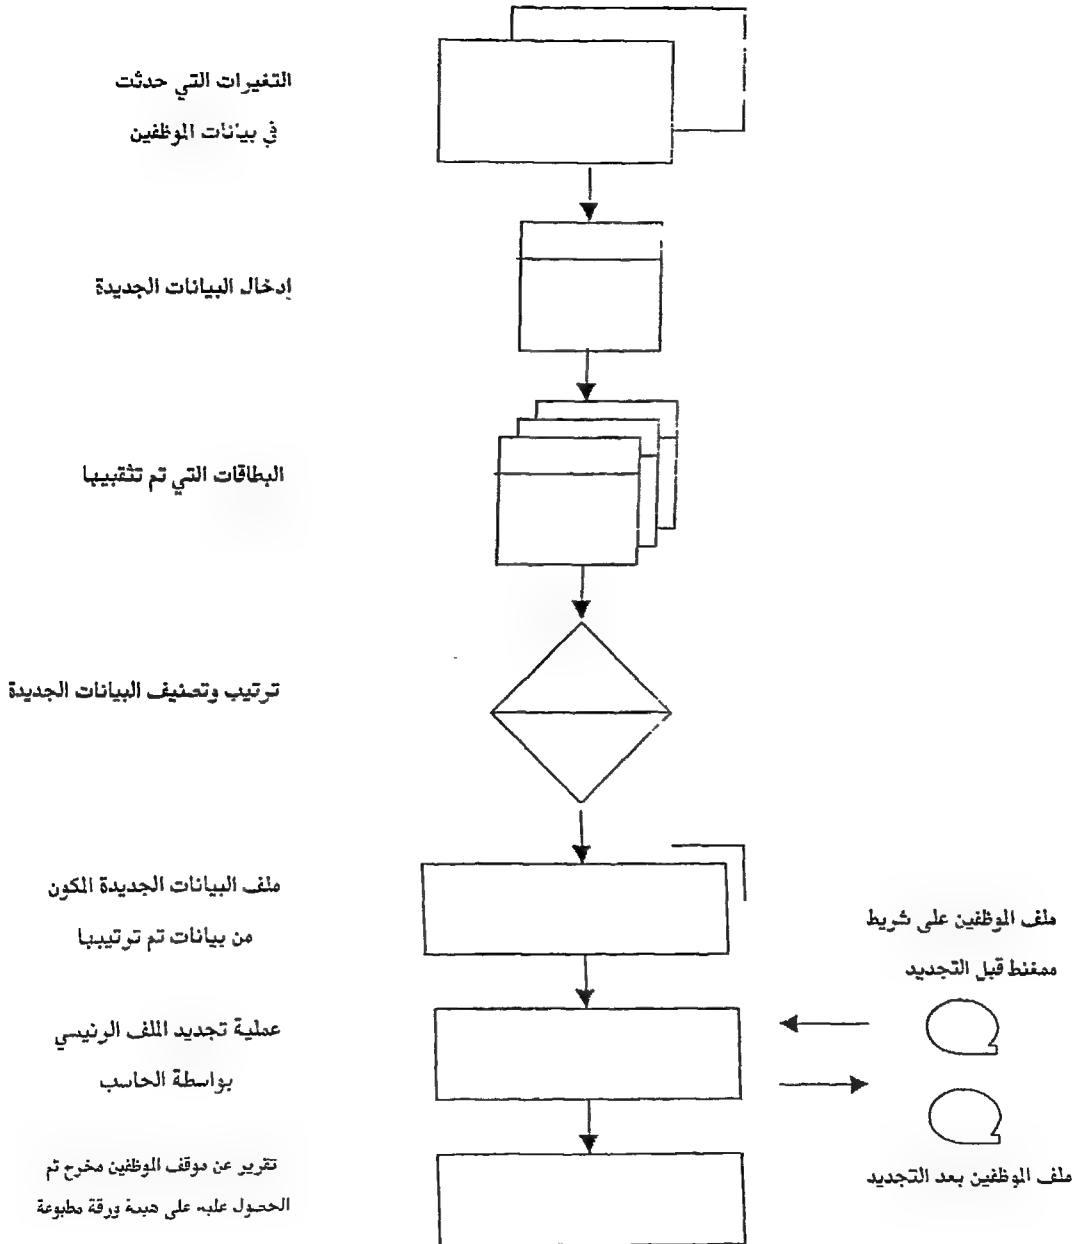 التغيرات التي حدثت
في بيانات الموظفين
إدخال البيانات الجديدة
البطاقات التي تم تثقيبها
ترتيب وتصنيف البيانات الجديدة
ملف البيانات الجديدة المكون
من بيانات تم ترتيبها
ملف الموظفين على شريط
ممغنط قبل التجديد
عملية تجديد الملف الرئيسي
بواسطة الحاسب
ملف الموظفين بعد التجديد
تقرير عن موقف الموظفين مخرج تم
الحصول عليه على هيئة ورقة مطبوعة